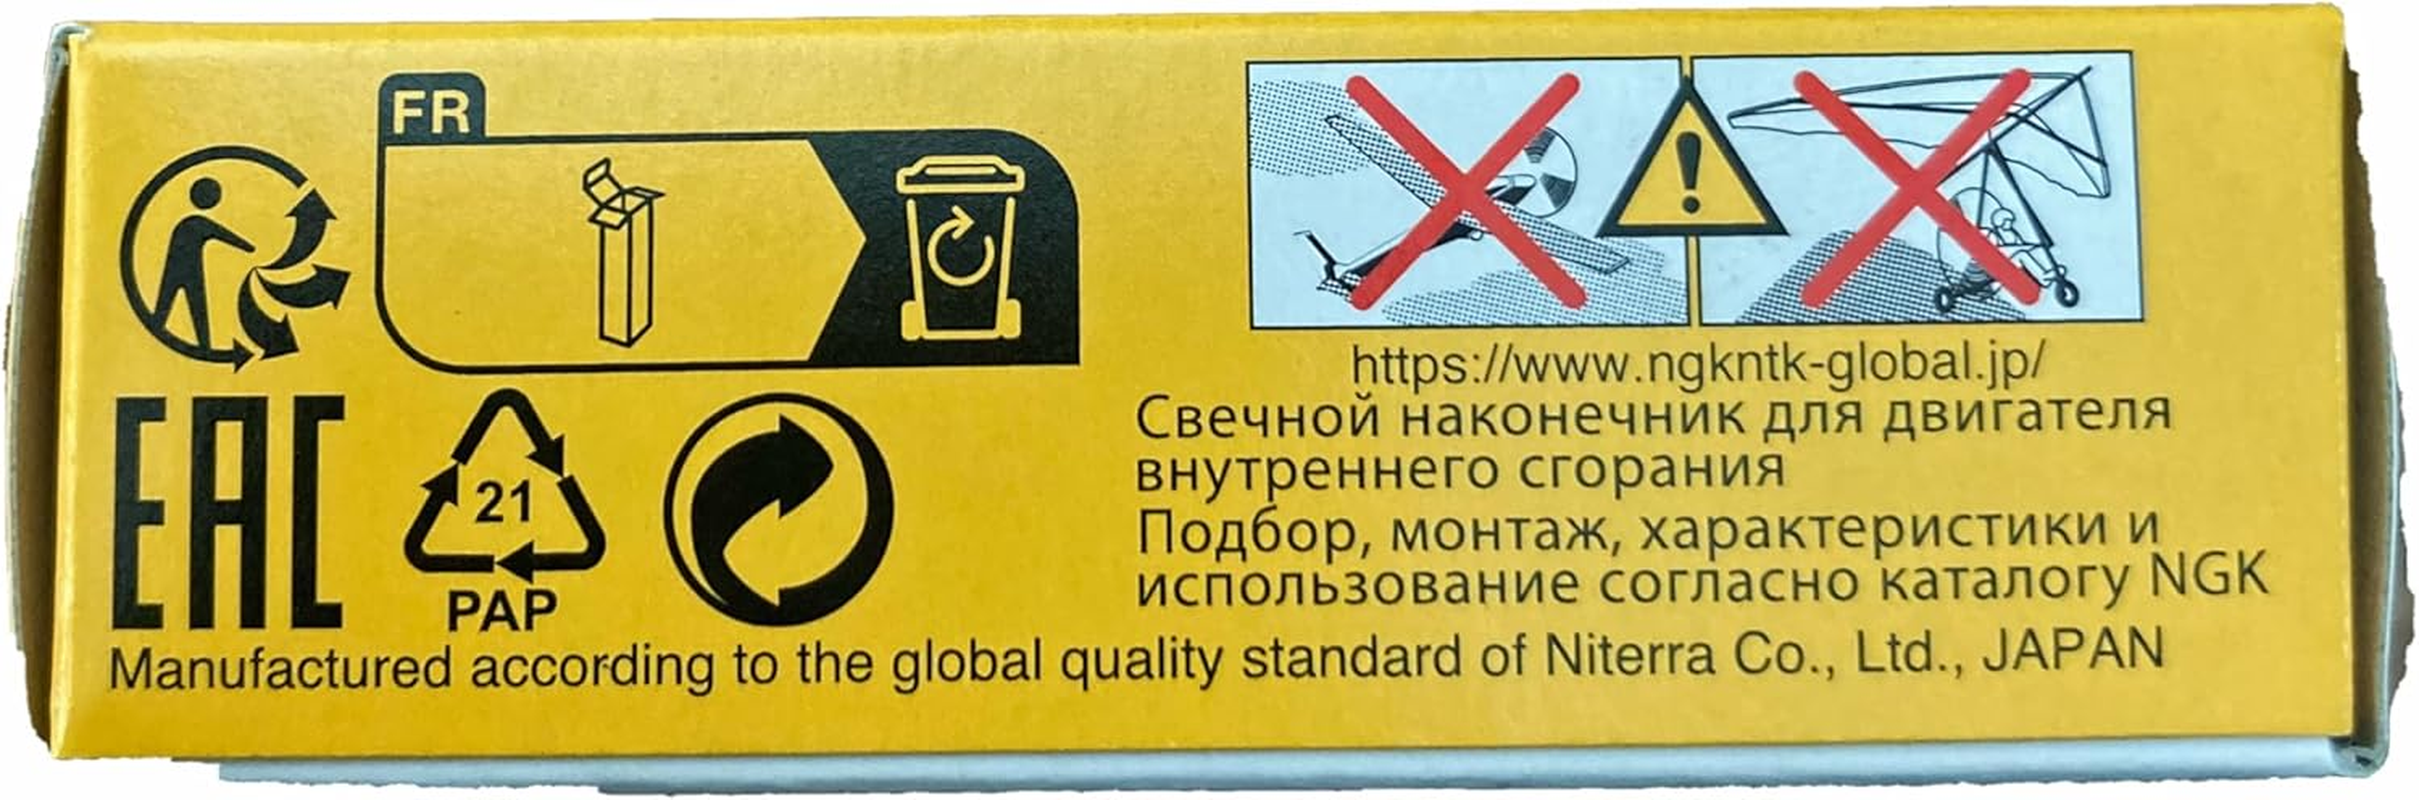 FR
https://www.ngkntk-global.jp/
Свечной наконечник для двигателя
внутреннего сгорания
Подбор, монтаж, характеристики и
использование согласно каталогу NGK
EAC
21
PAP
Manufactured according to the global quality standard of Niterra Co., Ltd., JAPAN